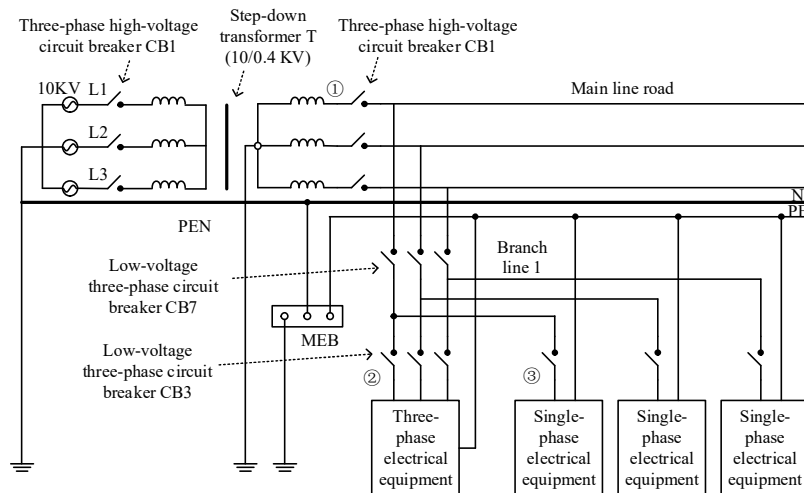 Three-phase high-voltage
circuit breaker CB1
Step-down
transformer T
(10/0.4 KV)
Three-phase high-voltage
circuit breaker CB1
10KV
L1
L2
L3
①
Main line road
N
PE
PEN
Low-voltage
three-phase circuit
breaker CB7
Branch
line 1
MEB
Low-voltage
three-phase circuit
breaker CB3
②
③
Three-
phase
electrical
equipment
Single-
phase
electrical
equipment
Single-
phase
electrical
equipment
Single-
phase
electrical
equipment